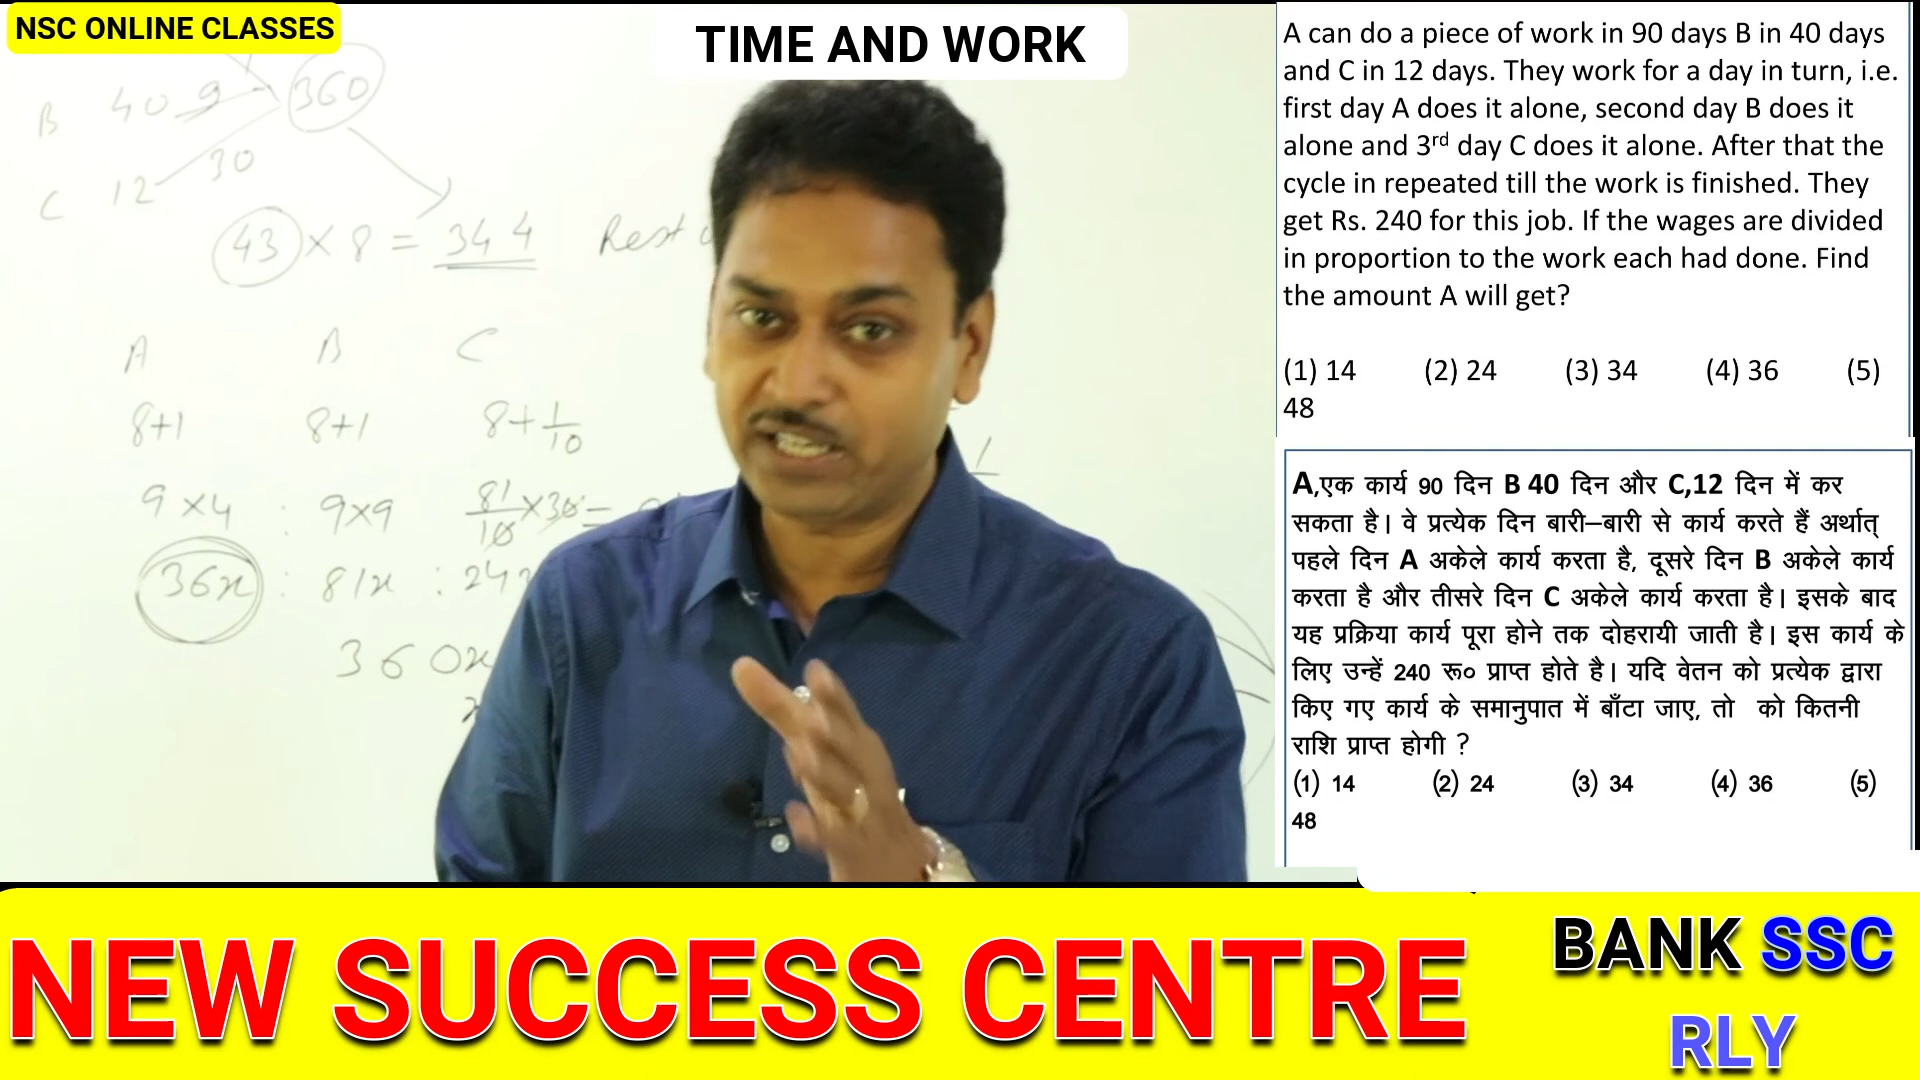 NSC ONLINE CLASSES
TIME AND WORK
B 40 9 360
C 12 30
43 × 8 = 344 Rest
A B C
8+1 8+1 8+1/10
9×4 : 9×9 81/10×30=
36x : 81x : 24
360x
A can do a piece of work in 90 days B in 40 days
and C in 12 days. They work for a day in turn, i.e.
first day A does it alone, second day B does it
alone and 3rd day C does it alone. After that the
cycle in repeated till the work is finished. They
get Rs. 240 for this job. If the wages are divided
in proportion to the work each had done. Find
the amount A will get?
(1) 14 (2) 24 (3) 34 (4) 36 (5)
48
A,एक कार्य 90 दिन B 40 दिन और C,12 दिन में कर
सकता है। वे प्रत्येक दिन बारी–बारी से कार्य करते हैं अर्थात्
पहले दिन A अकेले कार्य करता है, दूसरे दिन B अकेले कार्य
करता है और तीसरे दिन C अकेले कार्य करता है। इसके बाद
यह प्रक्रिया कार्य पूरा होने तक दोहरायी जाती है। इस कार्य के
लिए उन्हें 240 रू० प्राप्त होते है। यदि वेतन को प्रत्येक द्वारा
किए गए कार्य के समानुपात में बाँटा जाए, तो को कितनी
राशि प्राप्त होगी ?
(1) 14 (2) 24 (3) 34 (4) 36 (5)
48
NEW SUCCESS CENTRE
BANK SSC
RLY